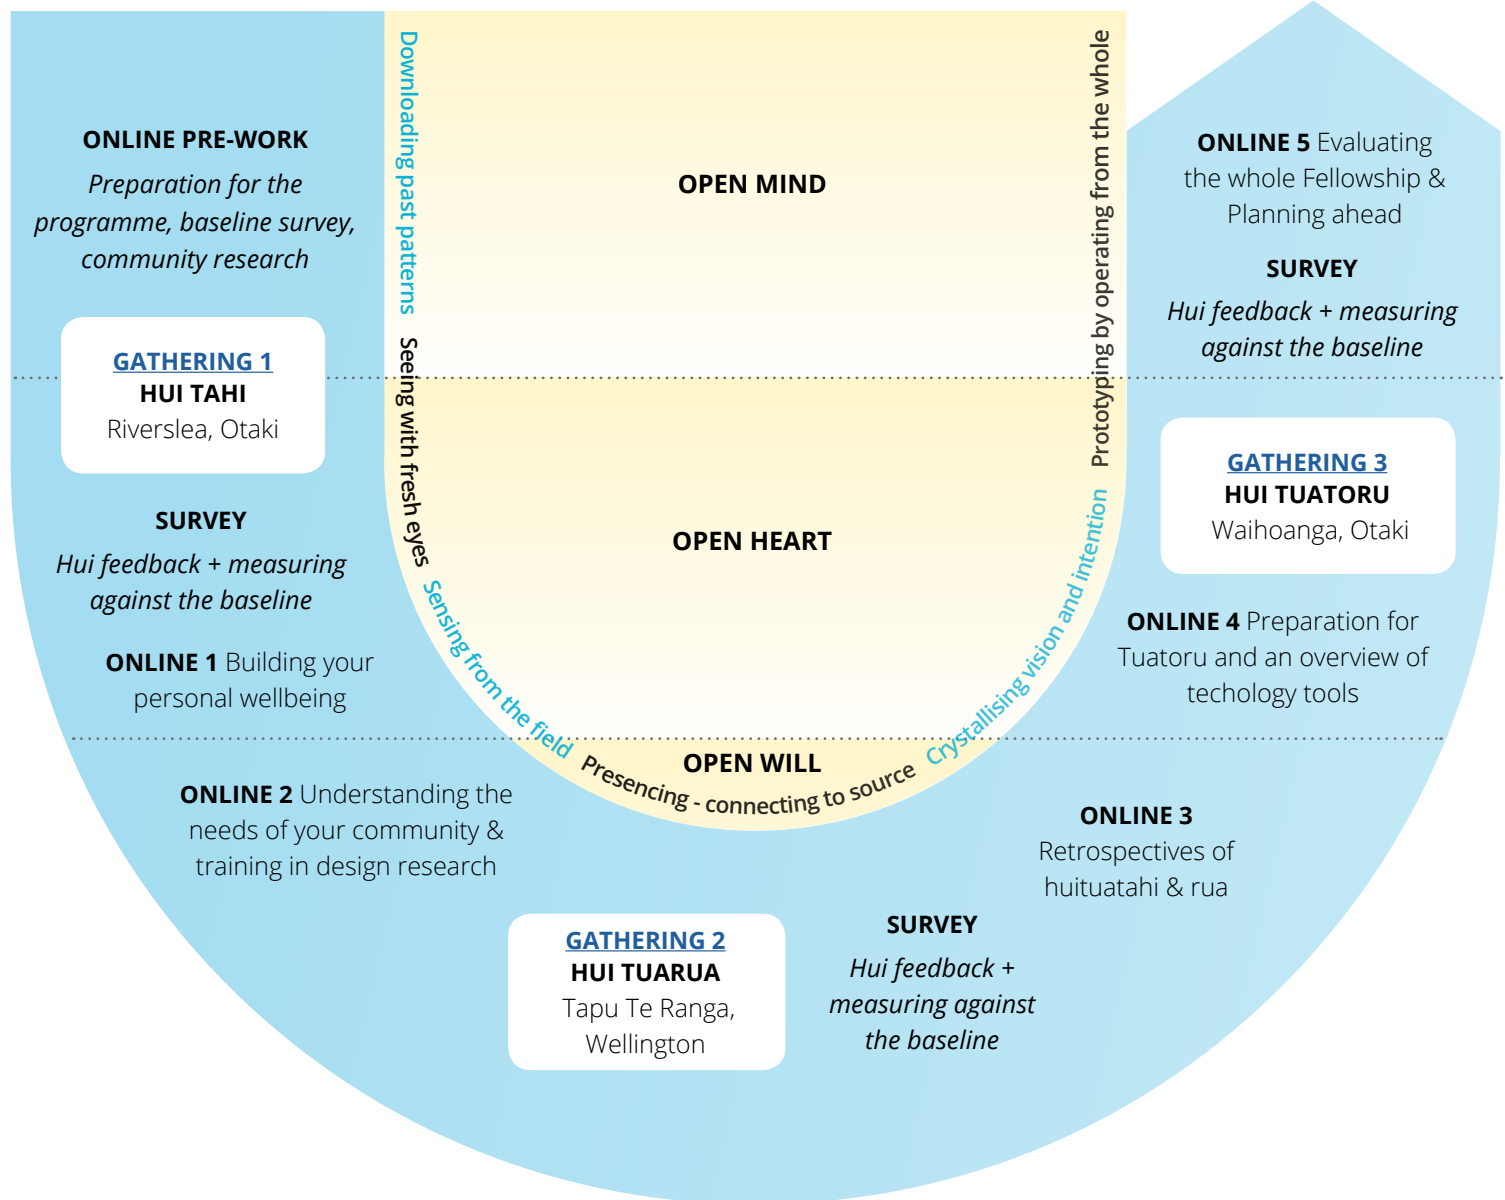 ONLINE PRE-WORK
Preparation for the
programme, baseline survey,
community research
GATHERING 1
HUI TAHI
Riverslea, Otaki
SURVEY
Hui feedback + measuring
against the baseline
ONLINE 1 Building your
personal wellbeing
ONLINE 2 Understanding the
needs of your community &
training in design research
GATHERING 2
HUI TUARUA
Tapu Te Ranga,
Wellington
SURVEY
Hui feedback +
measuring against
the baseline
ONLINE 3
Retrospectives of
huituatahi & rua
ONLINE 4 Preparation for
Tuatoru and an overview of
techology tools
GATHERING 3
HUI TUATORU
Waihoanga, Otaki
ONLINE 5 Evaluating
the whole Fellowship &
Planning ahead
SURVEY
Hui feedback + measuring
against the baseline
Downloading past patterns
Seeing with fresh eyes
Sensing from the field
Presencing - connecting to source
Crystallising vision and intention
Prototyping by operating from the whole
OPEN MIND
OPEN HEART
OPEN WILL